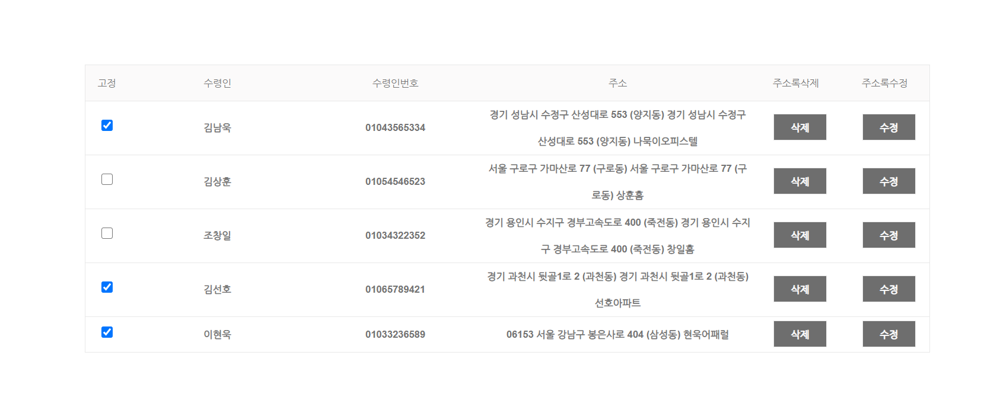 고정 수령인 수령인번호 주소 주소록삭제 주소록수정
경기 성남시 수정구 산성대로 553 (양지동) 경기 성남시 수정구
김남욱 01043565334 삭제 수정
산성대로 553 (양지동) 나묵이오피스텔
서울 구로구 가마산로 77 (구로동) 서울 구로구 가마산로 77 (구
김상훈 01054546523 삭제 수정
로동) 상훈홈
경기 용인시 수지구 경부고속도로 400 (죽전동) 경기 용인시 수지
조창일 01034322352 삭제 수정
구 경부고속도로 400 (죽전동) 창일홈
경기 과천시 뒷골1로 2 (과천동) 경기 과천시 뒷골1로 2 (과천동)
김선호 01065789421 삭제 수정
선호아파트
이현욱 01033236589 06153 서울 강남구 봉은사로 404 (삼성동) 현욱어패럴 삭제 수정